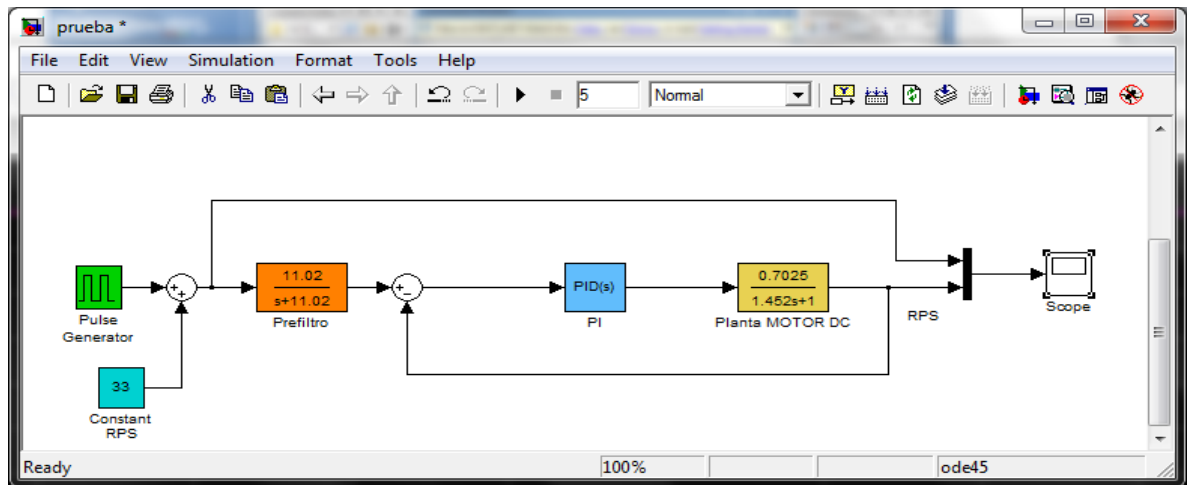 prueba *
File Edit View Simulation Format Tools Help
5 Normal
11.02
s+11.02
Prefiltro
PID(s)
PI
0.7025
1.452s+1
Planta MOTOR DC
RPS
Scope
Pulse
Generator
33
Constant
RPS
Ready 100% ode45